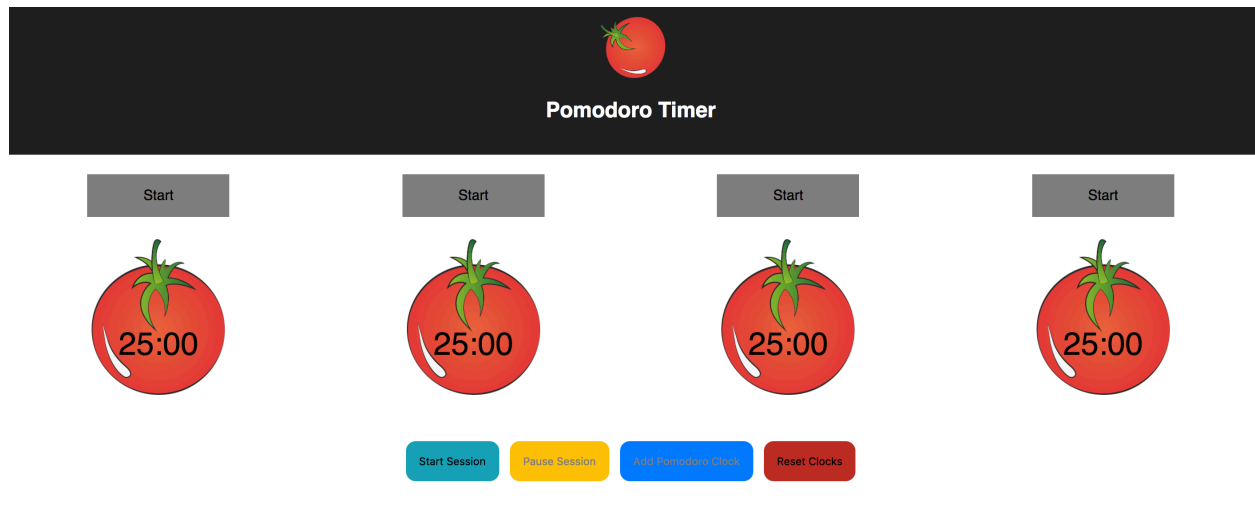 Pomodoro Timer
Start Start Start Start
25:00 25:00 25:00 25:00
Start Session Pause Session Add Pomodoro Clock Reset Clocks